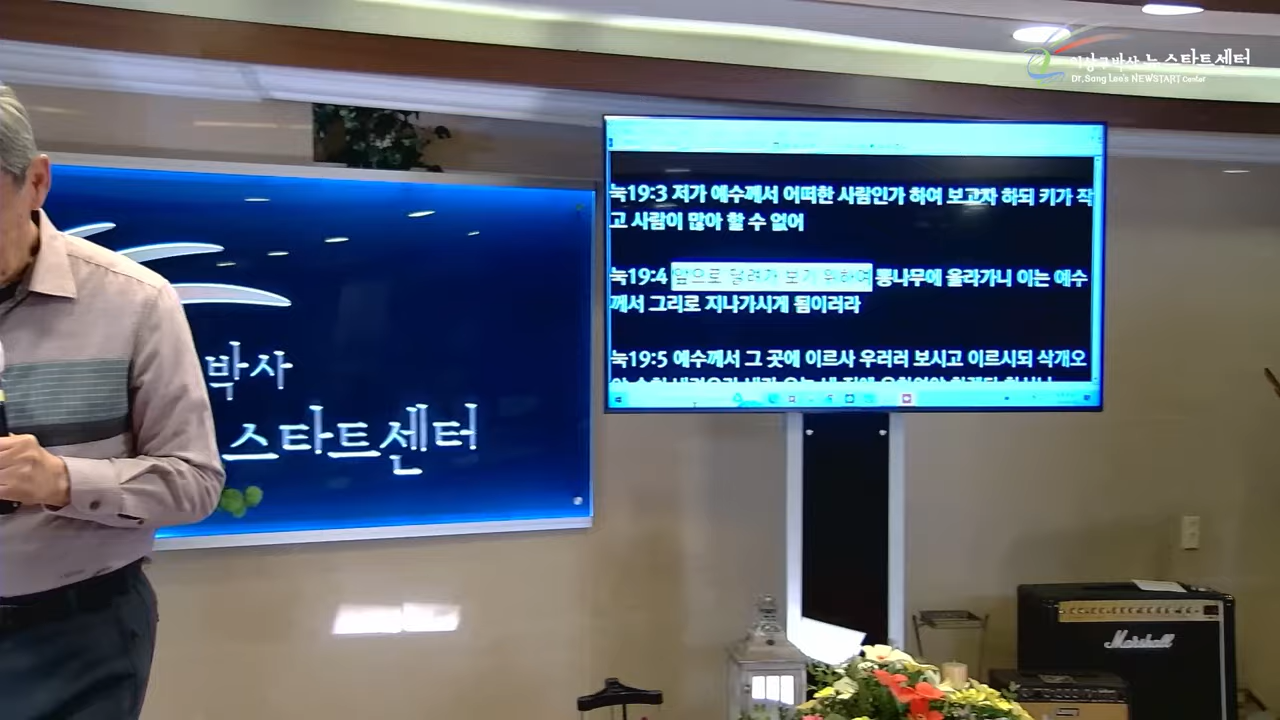 이상구박사 뉴 스타트센터
Dr. Sang Lee's NEWSTART Center
눅19:3 저가 예수께서 어떠한 사람인가 하여 보고자 하되 키가 작
고 사람이 많아 할 수 없어
눅19:4 앞으로 달려가 보기 위하여 뽕나무에 올라가니 이는 예수
께서 그리로 지나가시게 됨이러라
눅19:5 예수께서 그 곳에 이르사 우러러 보시고 이르시되 삭개오
박사
스타트센터
Marshall